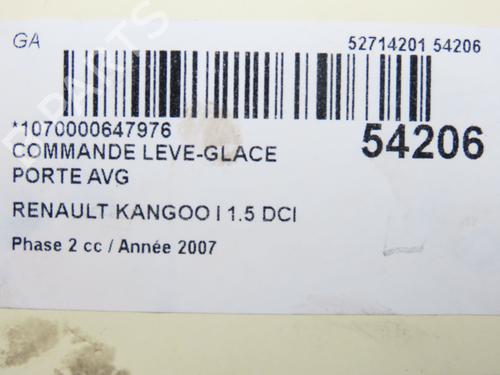 GA
52714201 54206
*1070000647976
54206
COMMANDE LEVE-GLACE
PORTE AVG
RENAULT KANGOO I 1.5 DCI
Phase 2 cc / Année 2007
B-PARTS